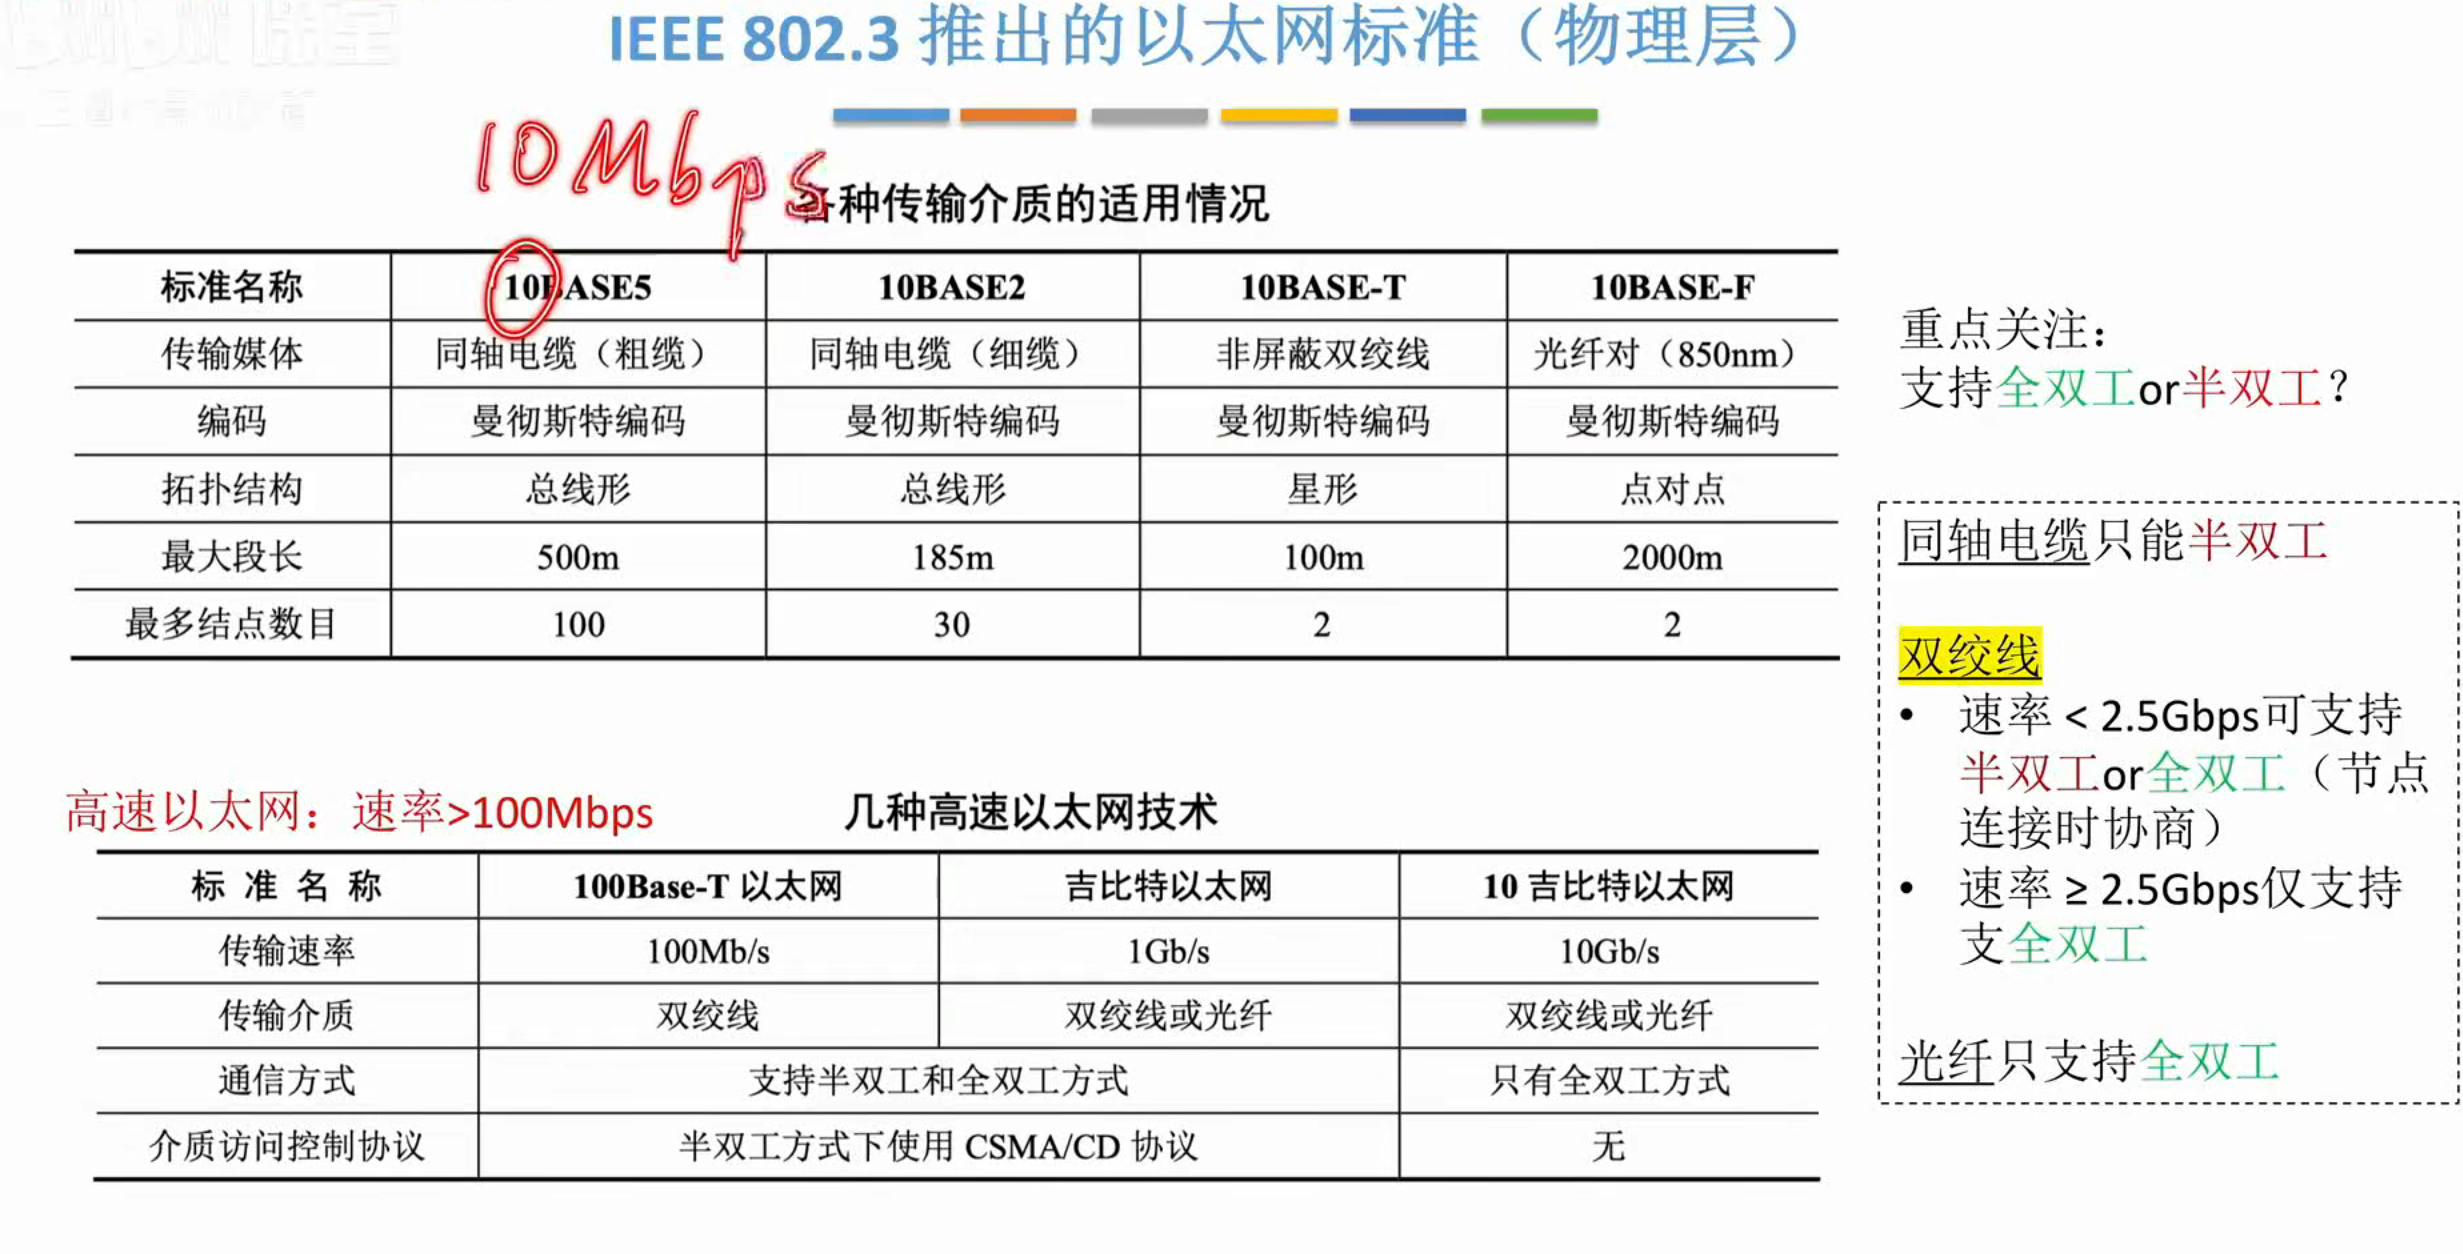 IEEE 802.3 推出的以太网标准（物理层）
10Mbps
各种传输介质的适用情况
标准名称 10BASE5 10BASE2 10BASE-T 10BASE-F
传输媒体 同轴电缆（粗缆） 同轴电缆（细缆） 非屏蔽双绞线 光纤对（850nm）
编码 曼彻斯特编码 曼彻斯特编码 曼彻斯特编码 曼彻斯特编码
拓扑结构 总线形 总线形 星形 点对点
最大段长 500m 185m 100m 2000m
最多结点数目 100 30 2 2
重点关注：
支持全双工or半双工？
同轴电缆只能半双工
双绞线
• 速率 < 2.5Gbps可支持
半双工or全双工（节点
连接时协商）
• 速率 ≥ 2.5Gbps仅支持
支全双工
光纤只支持全双工
高速以太网：速率>100Mbps
几种高速以太网技术
标 准 名 称 100Base-T 以太网 吉比特以太网 10 吉比特以太网
传输速率 100Mb/s 1Gb/s 10Gb/s
传输介质 双绞线 双绞线或光纤 双绞线或光纤
通信方式 支持半双工和全双工方式 只有全双工方式
介质访问控制协议 半双工方式下使用 CSMA/CD 协议 无